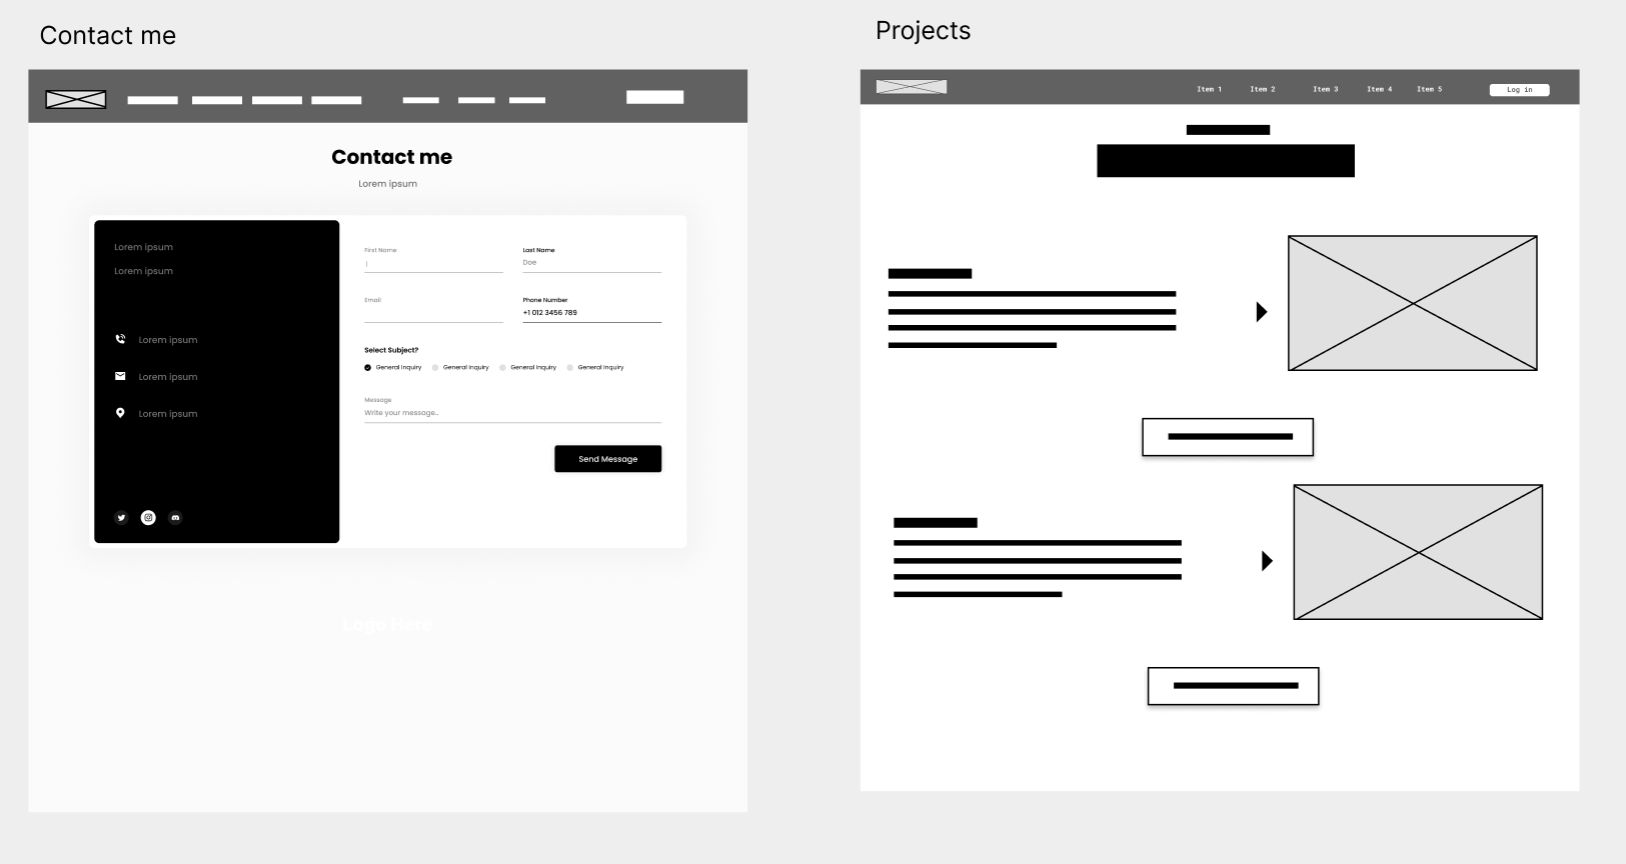 Contact me
Contact me
Lorem ipsum
Lorem ipsum
Lorem ipsum
Lorem ipsum
Lorem ipsum
Lorem ipsum
First Name
Last Name
Doe
Email
Phone Number
+1 012 3456 789
Select Subject?
General Inquiry General Inquiry General Inquiry General Inquiry
Message
Write your message..
Send Message
Logo Here
Projects
Item 1 Item 2 Item 3 Item 4 Item 5 Log in